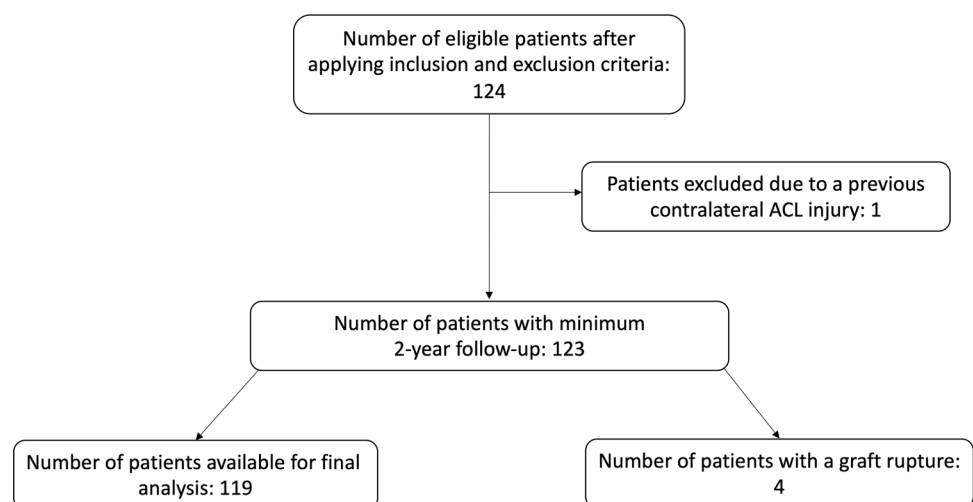 Number of eligible patients after
applying inclusion and exclusion criteria:
124
Patients excluded due to a previous
contralateral ACL injury: 1
Number of patients with minimum
2-year follow-up: 123
Number of patients available for final
analysis: 119
Number of patients with a graft rupture:
4